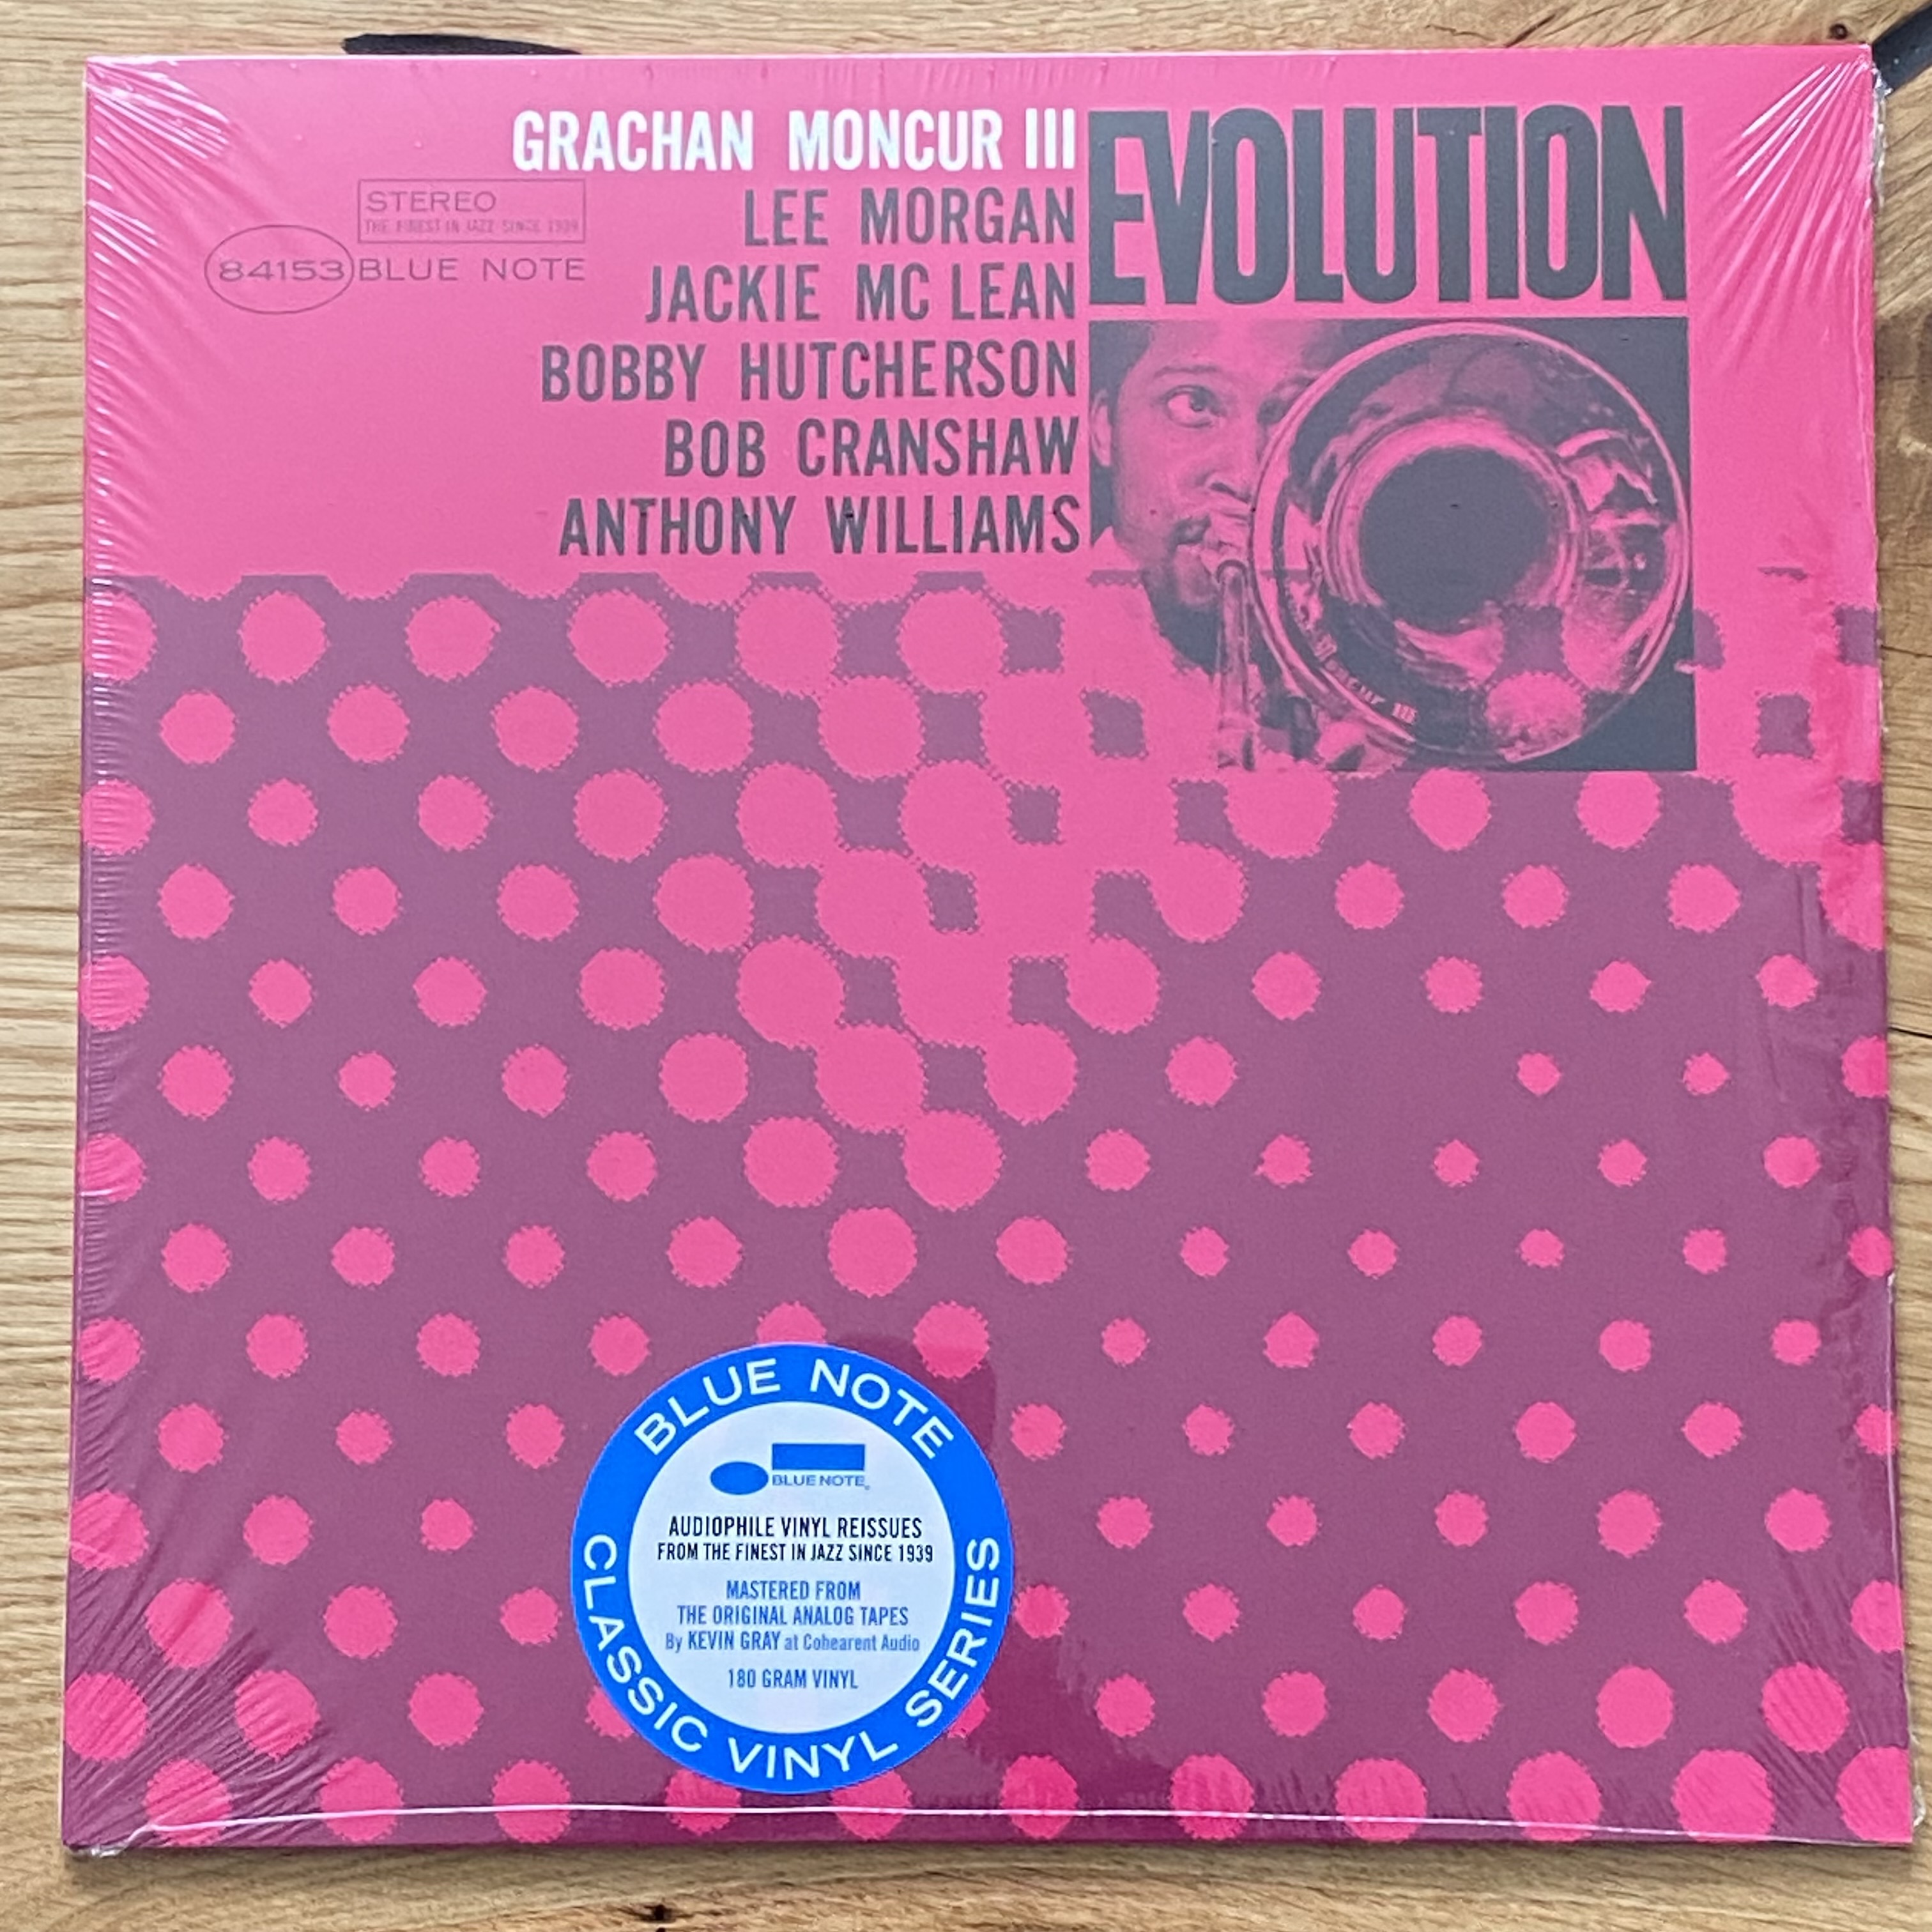 GRACHAN MONCUR III
EVOLUTION
LEE MORGAN
JACKIE MC LEAN
BOBBY HUTCHERSON
BOB CRANSHAW
ANTHONY WILLIAMS
STEREO
THE FINEST IN JAZZ SINCE 1939
84153 BLUE NOTE
BLUE NOTE
BLUE NOTE
AUDIOPHILE VINYL REISSUES
FROM THE FINEST IN JAZZ SINCE 1939
MASTERED FROM
THE ORIGINAL ANALOG TAPES
By KEVIN GRAY at Cohearent Audio
180 GRAM VINYL
CLASSIC VINYL SERIES